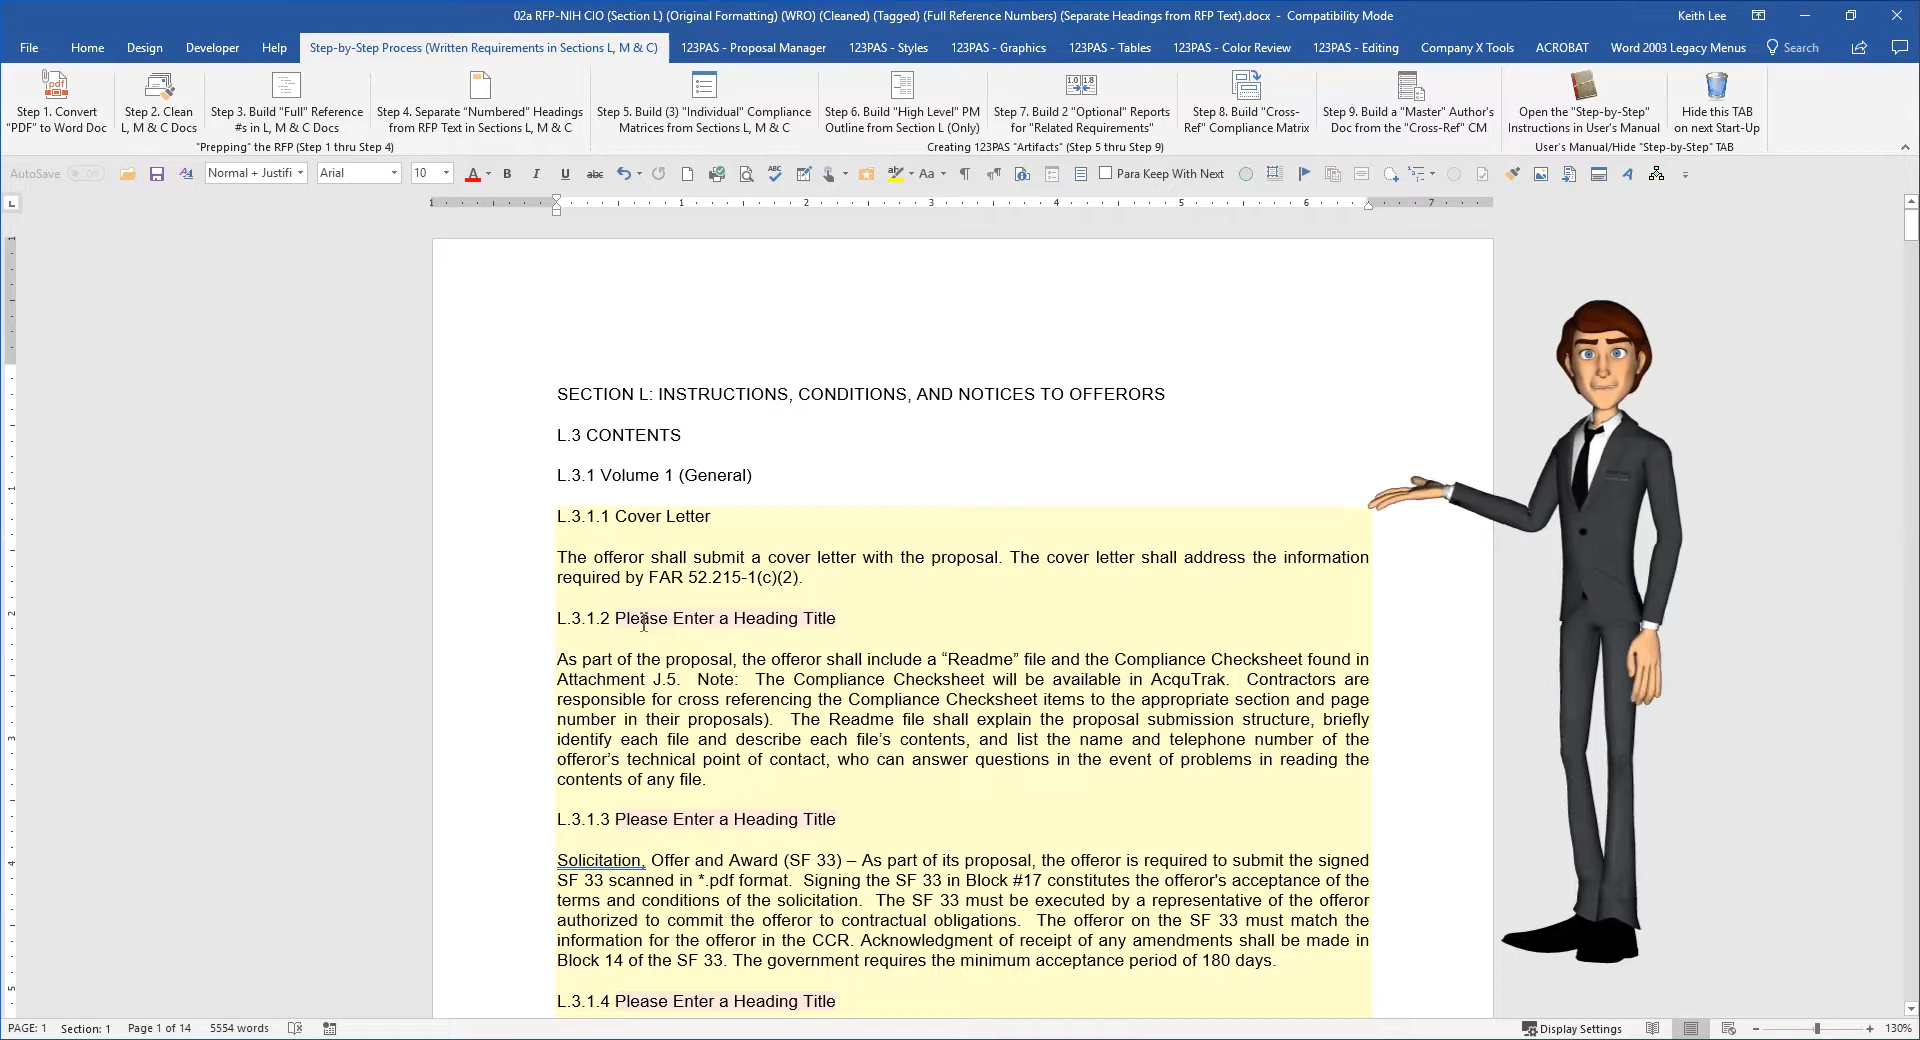 02a RFP-NIH CIO (Section L) (Original Formatting) (WRO) (Cleaned) (Tagged) (Full Reference Numbers) (Separate Headings from RFP Text).docx - Compatibility Mode
Keith Lee
File Home Design Developer Help Step-by-Step Process (Written Requirements in Sections L, M & C) 123PAS - Proposal Manager 123PAS - Styles 123PAS - Graphics 123PAS - Tables 123PAS - Color Review 123PAS - Editing Company X Tools ACROBAT Word 2003 Legacy Menus Search
Step 1. Convert
"PDF" to Word Doc
Step 2. Clean
L, M & C Docs
Step 3. Build "Full" Reference
#s in L, M & C Docs
Step 4. Separate "Numbered" Headings
from RFP Text in Sections L, M & C
Step 5. Build (3) "Individual" Compliance
Matrices from Sections L, M & C
Step 6. Build "High Level" PM
Outline from Section L (Only)
Step 7. Build 2 "Optional" Reports
for "Related Requirements"
Step 8. Build "Cross-
Ref" Compliance Matrix
Step 9. Build a "Master" Author's
Doc from the "Cross-Ref" CM
Open the "Step-by-Step"
Instructions in User's Manual
Hide this TAB
on next Start-Up
"Prepping" the RFP (Step 1 thru Step 4)
Creating 123PAS "Artifacts" (Step 5 thru Step 9)
User's Manual/Hide "Step-by-Step" TAB
AutoSave Off Normal + Justifi Arial 10 Para Keep With Next
1 1 2 3 4 5 6 7
SECTION L: INSTRUCTIONS, CONDITIONS, AND NOTICES TO OFFERORS
L.3 CONTENTS
L.3.1 Volume 1 (General)
L.3.1.1 Cover Letter
The offeror shall submit a cover letter with the proposal. The cover letter shall address the information
required by FAR 52.215-1(c)(2).
L.3.1.2 Please Enter a Heading Title
As part of the proposal, the offeror shall include a “Readme” file and the Compliance Checksheet found in
Attachment J.5. Note: The Compliance Checksheet will be available in AcquTrak. Contractors are
responsible for cross referencing the Compliance Checksheet items to the appropriate section and page
number in their proposals). The Readme file shall explain the proposal submission structure, briefly
identify each file and describe each file’s contents, and list the name and telephone number of the
offeror’s technical point of contact, who can answer questions in the event of problems in reading the
contents of any file.
L.3.1.3 Please Enter a Heading Title
Solicitation, Offer and Award (SF 33) – As part of its proposal, the offeror is required to submit the signed
SF 33 scanned in *.pdf format. Signing the SF 33 in Block #17 constitutes the offeror's acceptance of the
terms and conditions of the solicitation. The SF 33 must be executed by a representative of the offeror
authorized to commit the offeror to contractual obligations. The offeror on the SF 33 must match the
information for the offeror in the CCR. Acknowledgment of receipt of any amendments shall be made in
Block 14 of the SF 33. The government requires the minimum acceptance period of 180 days.
L.3.1.4 Please Enter a Heading Title
PAGE: 1 Section: 1 Page 1 of 14 5554 words Display Settings 130%